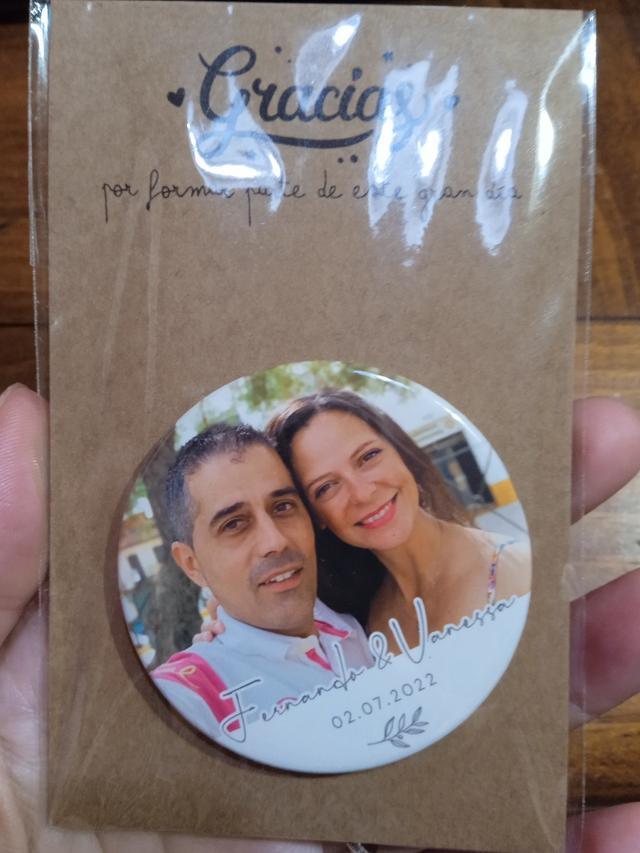 Gracias
por formar parte de este gran día
Fernando & Vanessa
02.07.2022